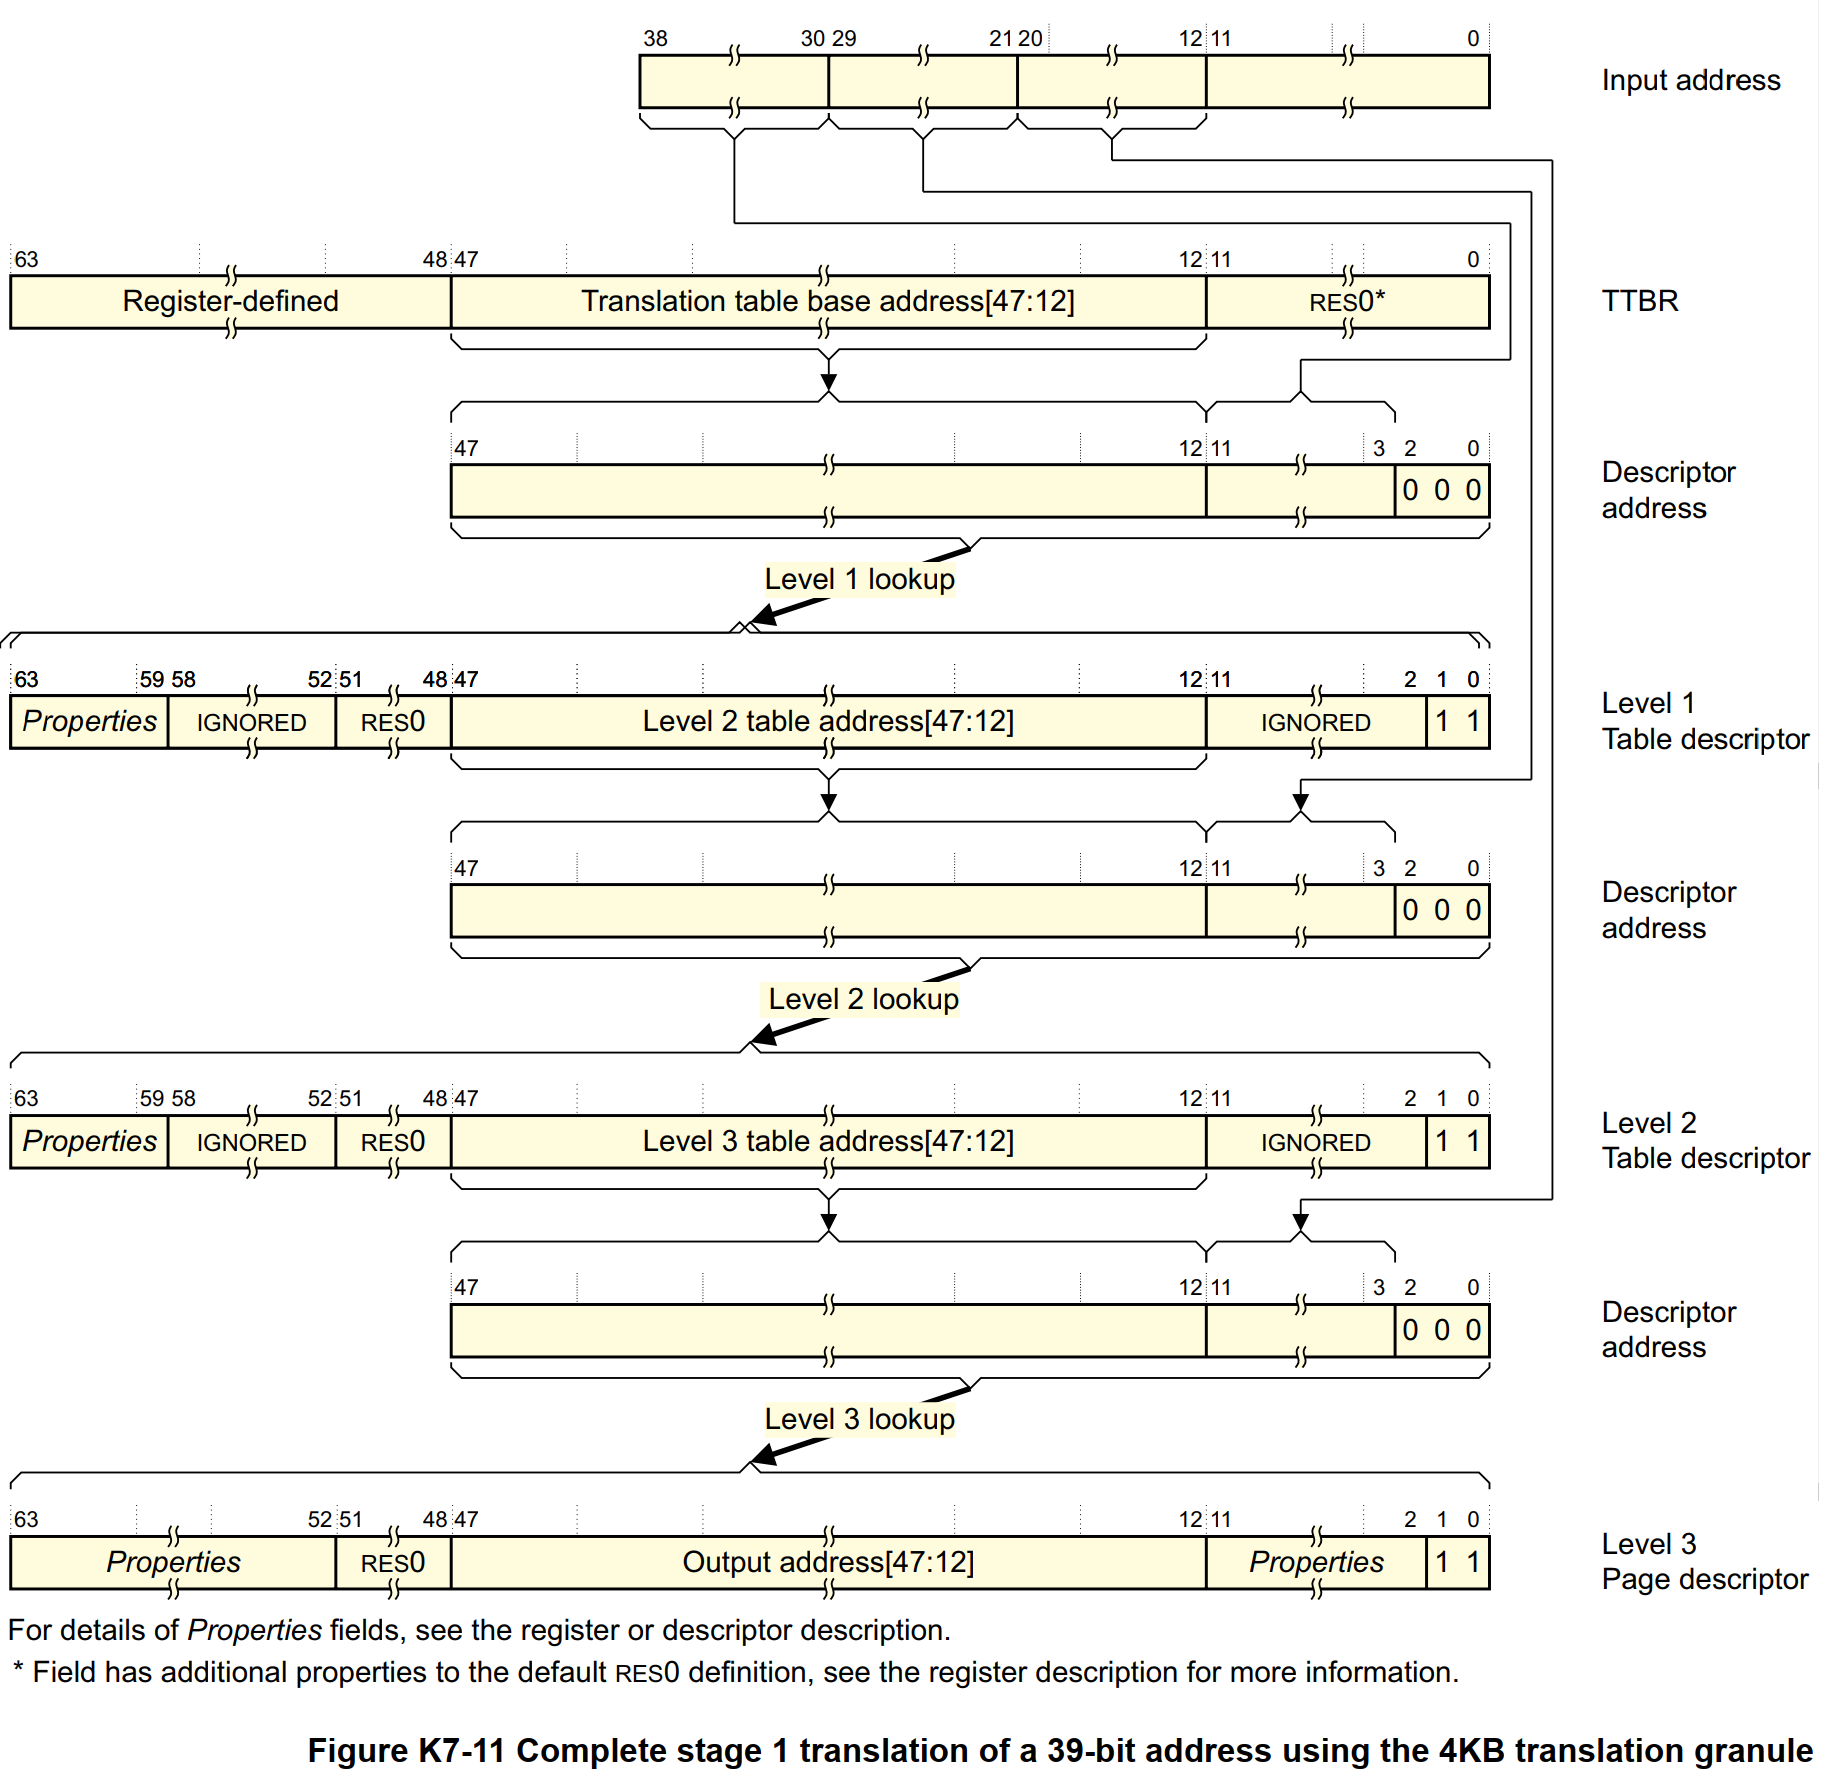 38 30 29 21 20 12 11 0
Input address
63 48 47 12 11 0
Register-defined Translation table base address[47:12] RES0* TTBR
47 12 11 3 2 0
0 0 0
Descriptor
address
Level 1 lookup
63 59 58 52 51 48 47 12 11 2 1 0
Properties IGNORED RES0 Level 2 table address[47:12] IGNORED 1 1
Level 1
Table descriptor
47 12 11 3 2 0
0 0 0
Descriptor
address
Level 2 lookup
63 59 58 52 51 48 47 12 11 2 1 0
Properties IGNORED RES0 Level 3 table address[47:12] IGNORED 1 1
Level 2
Table descriptor
47 12 11 3 2 0
0 0 0
Descriptor
address
Level 3 lookup
63 52 51 48 47 12 11 2 1 0
Properties RES0 Output address[47:12] Properties 1 1
Level 3
Page descriptor
For details of Properties fields, see the register or descriptor description.
* Field has additional properties to the default RES0 definition, see the register description for more information.
Figure K7-11 Complete stage 1 translation of a 39-bit address using the 4KB translation granule